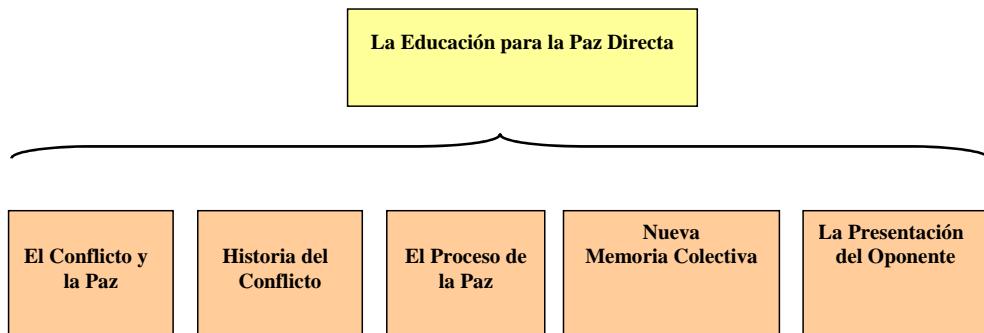 La Educación para la Paz Directa
El Conflicto y
la Paz
Historia del
Conflicto
El Proceso de
la Paz
Nueva
Memoria Colectiva
La Presentación
del Oponente